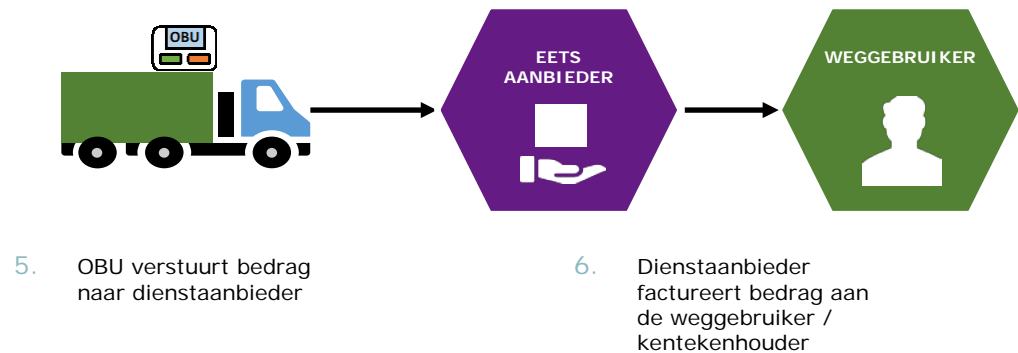 OBU
EETS
AANBIEDER
WEGGEBRUIKER
5. OBU verstuurt bedrag
naar dienstaanbieder
6. Dienstaanbieder
factureert bedrag aan
de weggebruiker /
kentekenhouder